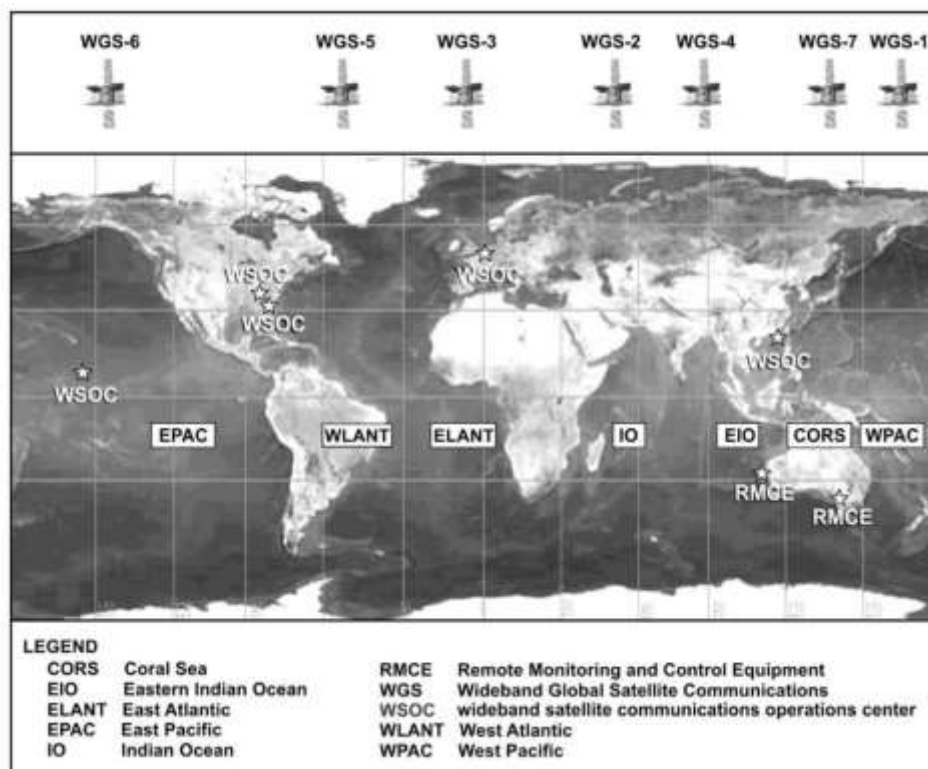 WGS-6 WGS-5 WGS-3 WGS-2 WGS-4 WGS-7 WGS-1
WSOC WSOC
WSOC WSOC
WSOC
EPAC WLANT ELANT IO EIO CORS WPAC
RMCE
RMCE
LEGEND
CORS Coral Sea
EIO Eastern Indian Ocean
ELANT East Atlantic
EPAC East Pacific
IO Indian Ocean
RMCE Remote Monitoring and Control Equipment
WGS Wideband Global Satellite Communications
WSOC wideband satellite communications operations center
WLANT West Atlantic
WPAC West Pacific